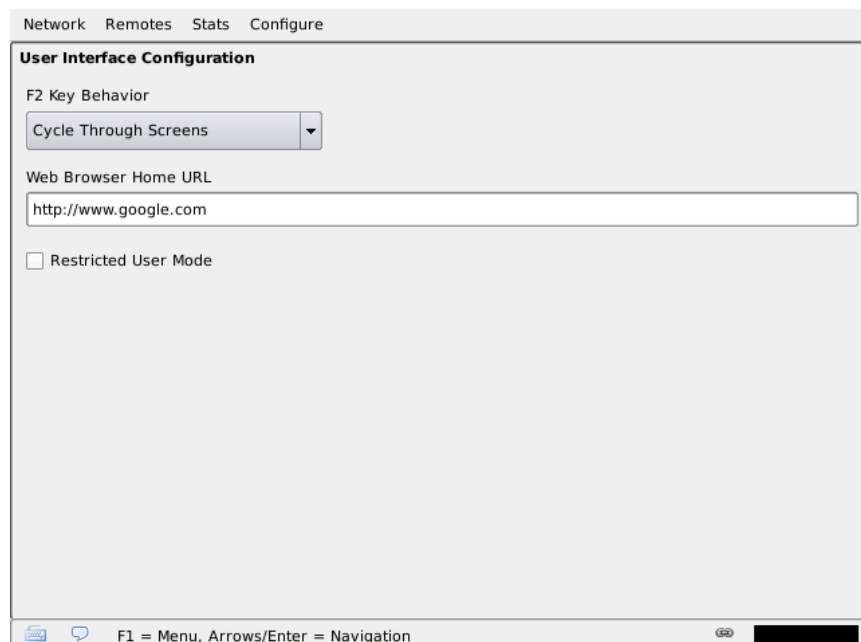 Network Remotes Stats Configure
User Interface Configuration
F2 Key Behavior
Cycle Through Screens
Web Browser Home URL
http://www.google.com
Restricted User Mode
F1 = Menu, Arrows/Enter = Navigation